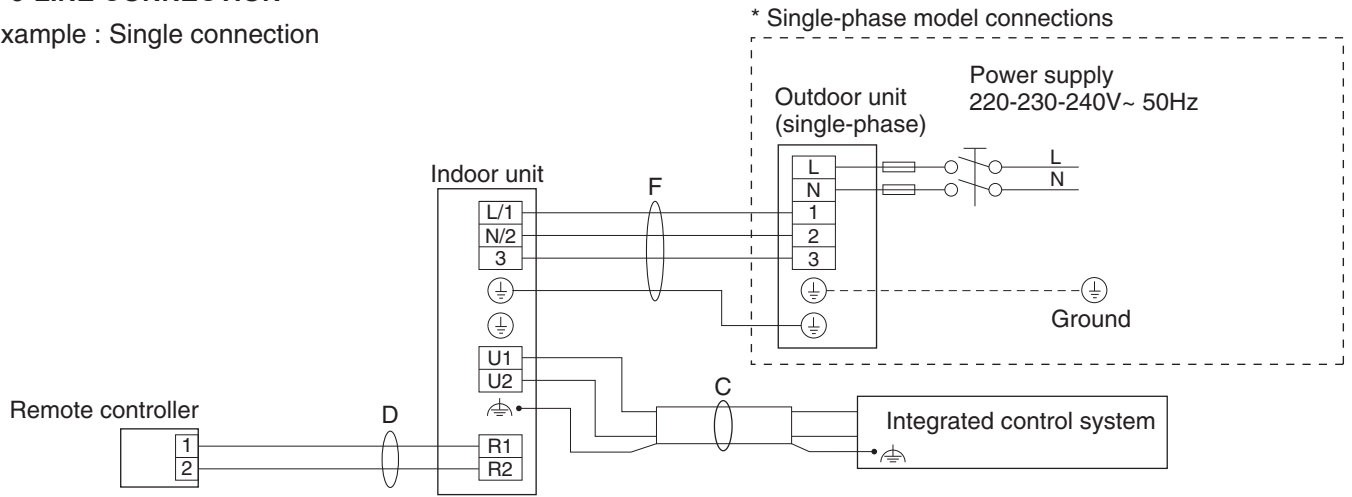 * Single-phase model connections
xample : Single connection
Power supply
220-230-240V~ 50Hz
Outdoor unit
(single-phase)
L
N
L
N
1
2
3
Indoor unit
F
L/1
N/2
3
Ground
U1
U2
C
Integrated control system
Remote controller
D
1
2
R1
R2